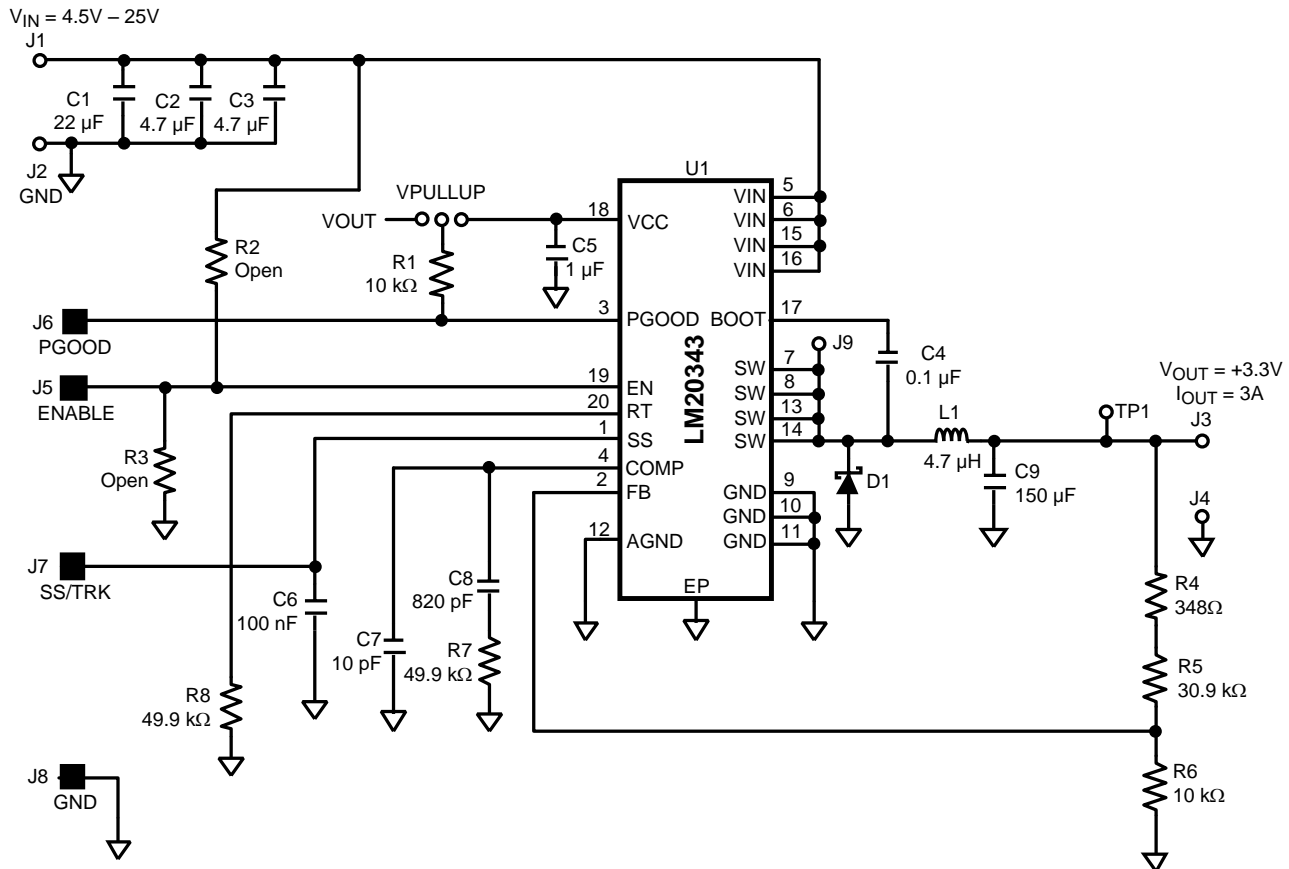 VIN = 4.5V – 25V
J1
C1
22 µF
C2
4.7 µF
C3
4.7 µF
J2
GND
U1
VPULLUP
VOUT
R2
Open
R1
10 kΩ
C5
1 µF
18
VCC
VIN
5
VIN
6
VIN
15
VIN
16
J6
PGOOD
3
PGOOD
BOOT
17
J9
C4
0.1 µF
LM20343
J5
ENABLE
19
EN
20
RT
1
SS
4
COMP
2
FB
12
AGND
SW
7
SW
8
SW
13
SW
14
GND
9
GND
10
GND
11
EP
VOUT = +3.3V
IOUT = 3A
TP1
J3
L1
4.7 µH
D1
C9
150 µF
J4
R3
Open
J7
SS/TRK
C6
100 nF
C8
820 pF
C7
10 pF
R7
49.9 kΩ
R8
49.9 kΩ
R4
348Ω
R5
30.9 kΩ
R6
10 kΩ
J8
GND